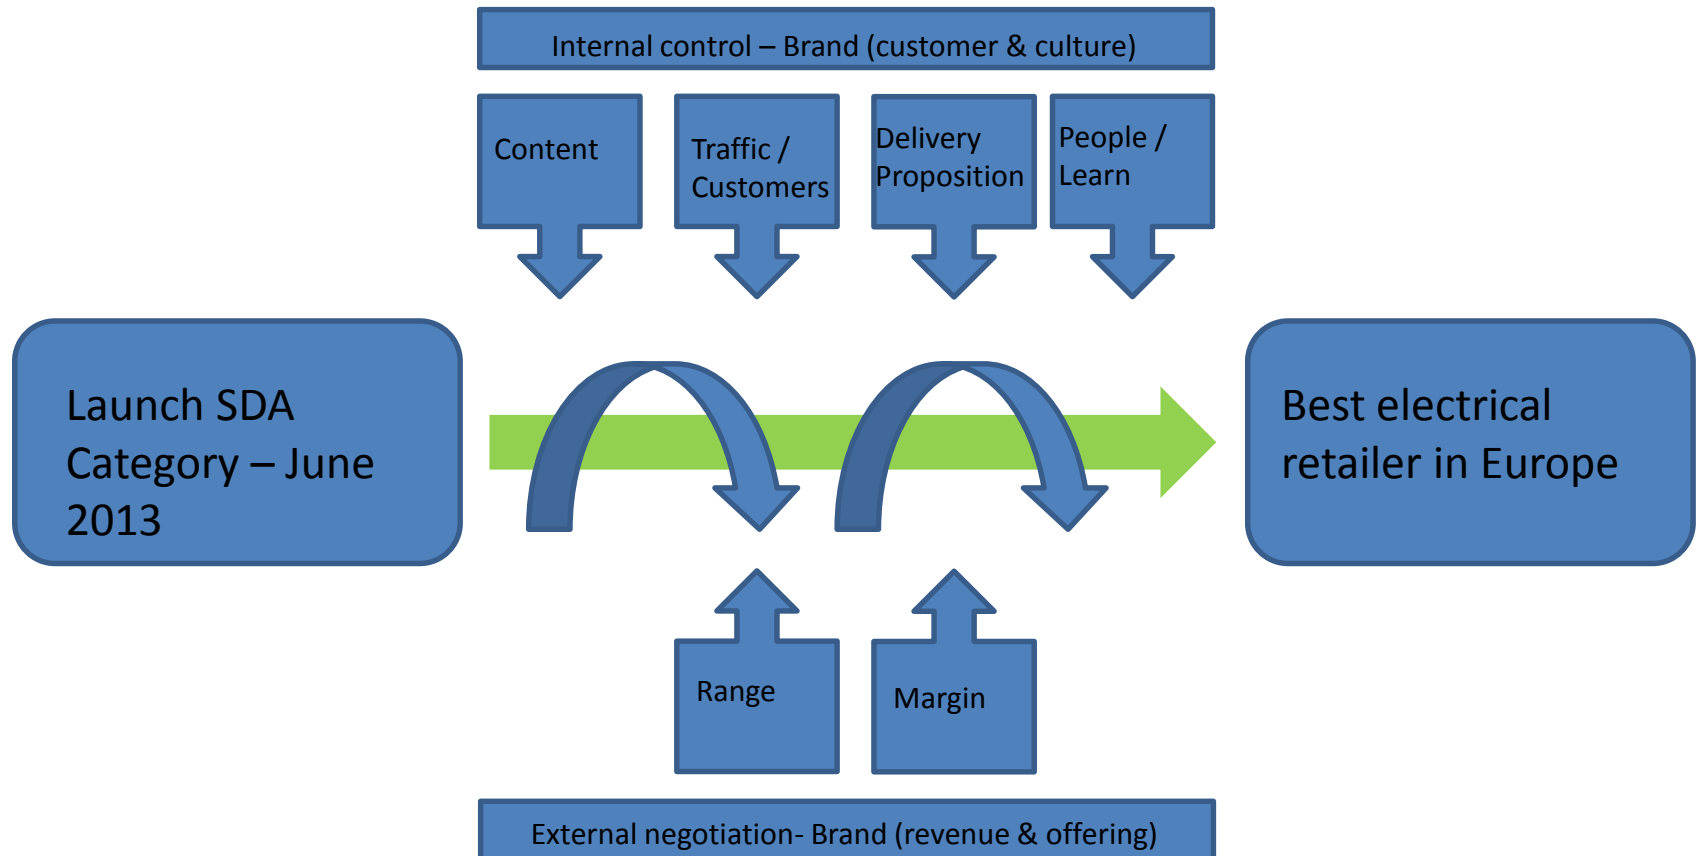 Internal control – Brand (customer & culture)
Content
Traffic /
Customers
Delivery
Proposition
People /
Learn
Launch SDA
Category – June
2013
Best electrical
retailer in Europe
Range
Margin
External negotiation- Brand (revenue & offering)